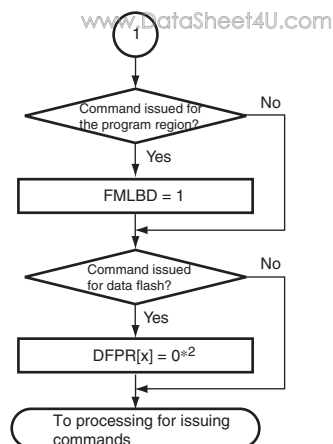 www.DataSheet4U.com
1
Command issued for
the program region?
No
Yes
FMLBD = 1
Command issued
for data flash?
No
Yes
DFPR[x] = 0*2
To processing for issuing
commands